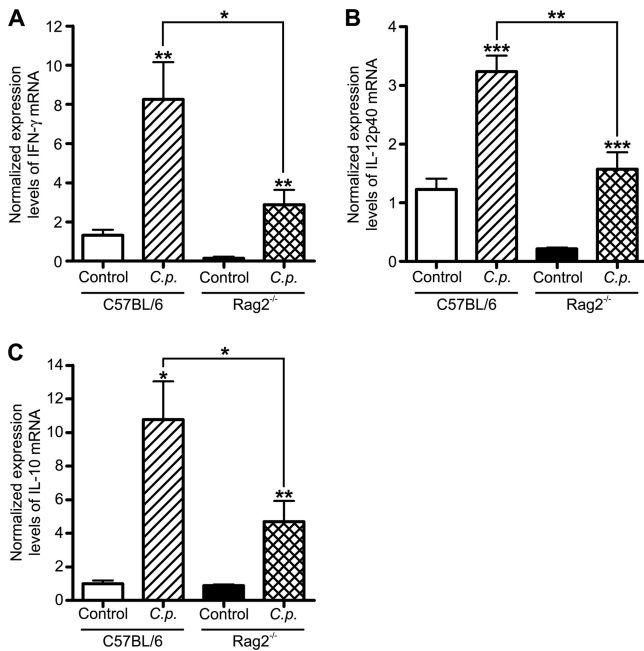 A
Normalized expression
levels of IFN-γ mRNA
12
10
8
6
4
2
0
*
**
**
Control C.p. Control C.p.
C57BL/6 Rag2-/-
B
Normalized expression
levels of IL-12p40 mRNA
4
3
2
1
0
**
***
***
Control C.p. Control C.p.
C57BL/6 Rag2-/-
C
Normalized expression
levels of IL-10 mRNA
14
12
10
8
6
4
2
0
*
*
**
Control C.p. Control C.p.
C57BL/6 Rag2-/-